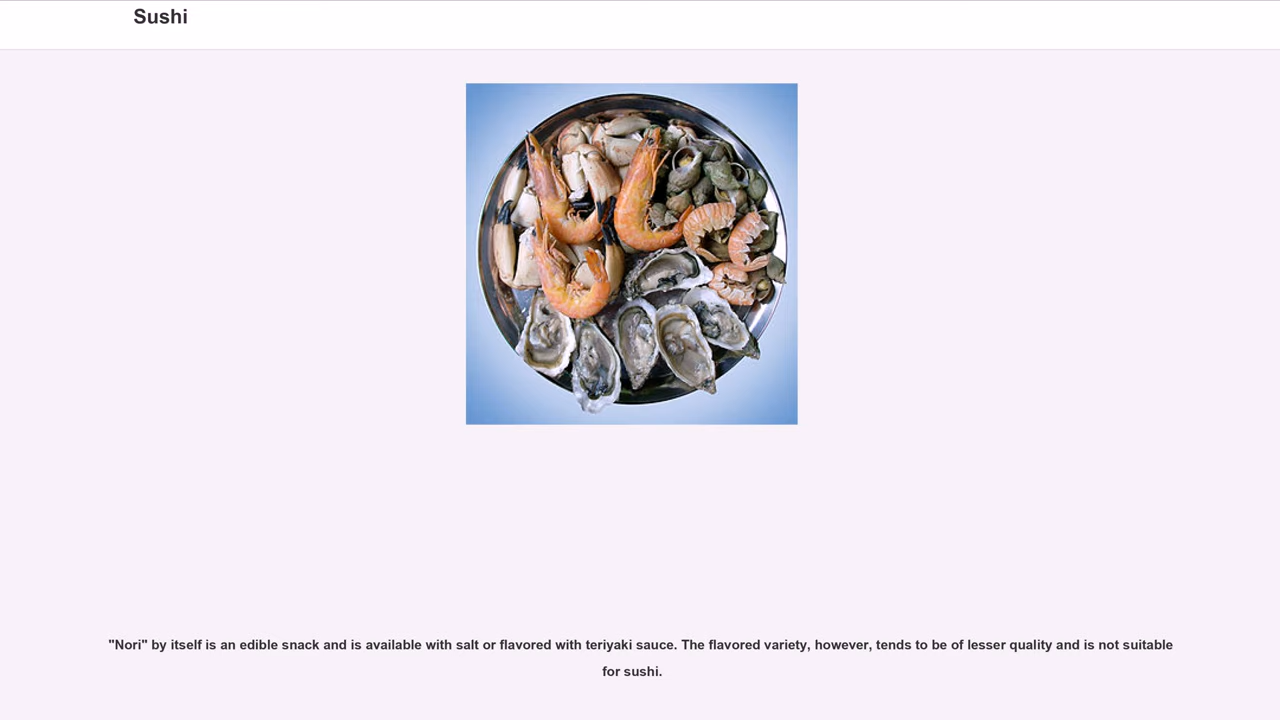 Sushi
"Nori" by itself is an edible snack and is available with salt or flavored with teriyaki sauce. The flavored variety, however, tends to be of lesser quality and is not suitable
for sushi.